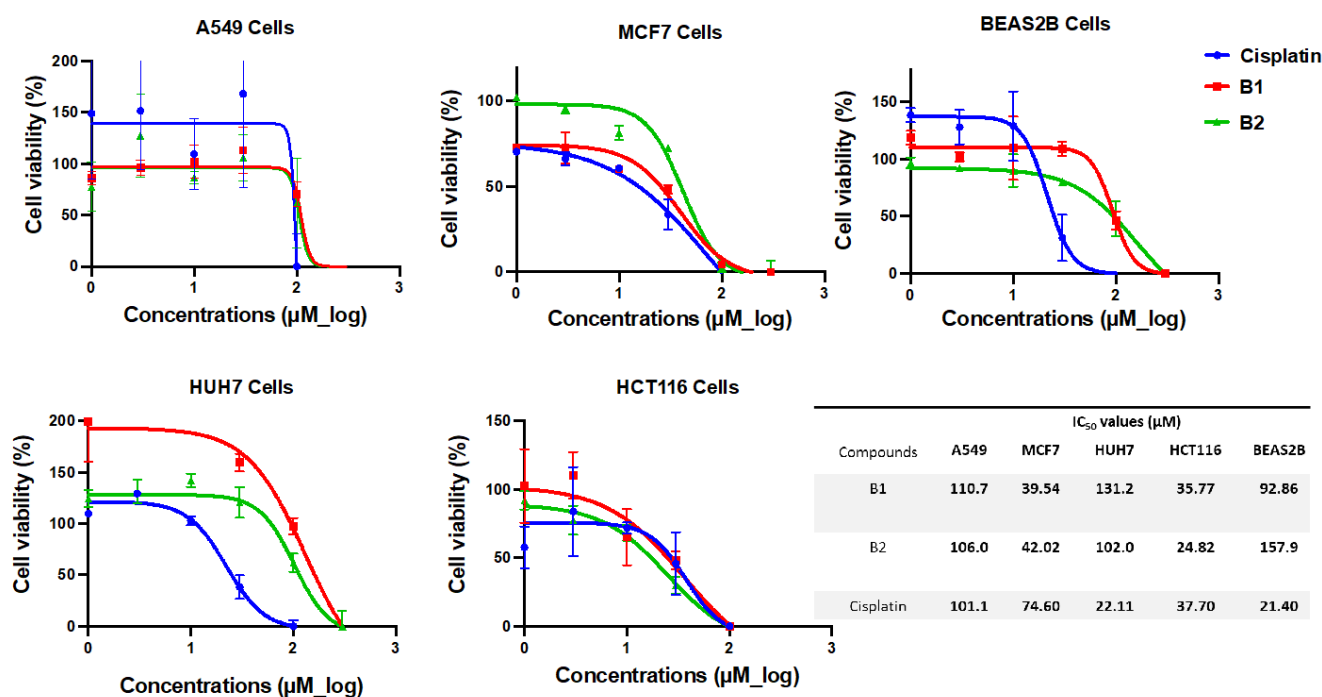 A549 Cells
Cell viability (%)
200
150
100
50
0
0 1 2 3
Concentrations (µM_log)
MCF7 Cells
Cell viability (%)
100
50
0
0 1 2 3
Concentrations (µM_log)
BEAS2B Cells
Cell viability (%)
150
100
50
0
0 1 2 3
Concentrations (µM_log)
Cisplatin
B1
B2
HUH7 Cells
Cell viability (%)
200
150
100
50
0
0 1 2 3
Concentrations (µM_log)
HCT116 Cells
Cell viability (%)
150
100
50
0
0 1 2 3
Concentrations (µM_log)
IC₅₀ values (µM)
Compounds A549 MCF7 HUH7 HCT116 BEAS2B
B1 110.7 39.54 131.2 35.77 92.86
B2 106.0 42.02 102.0 24.82 157.9
Cisplatin 101.1 74.60 22.11 37.70 21.40